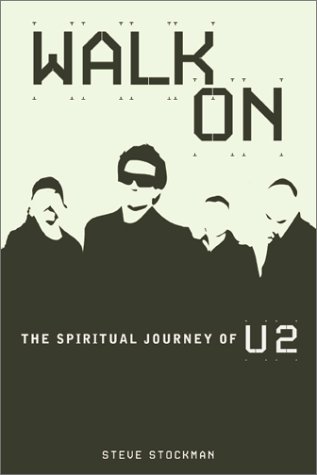 WALK
ON
THE SPIRITUAL JOURNEY OF U2
STEVE STOCKMAN